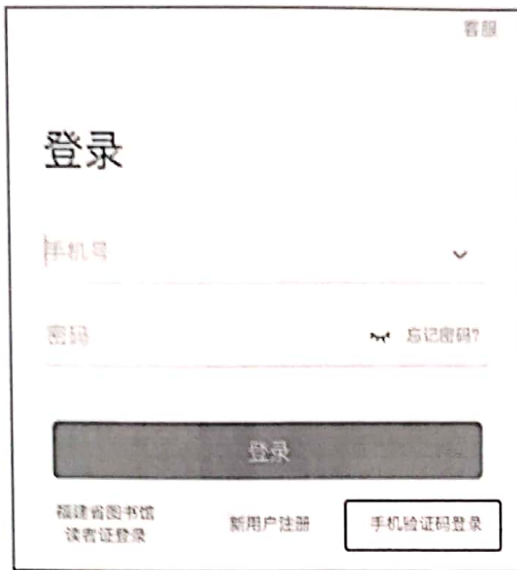 客服
登录
手机号
密码
忘记密码?
登录
福建省图书馆
读者证登录
新用户注册
手机验证码登录